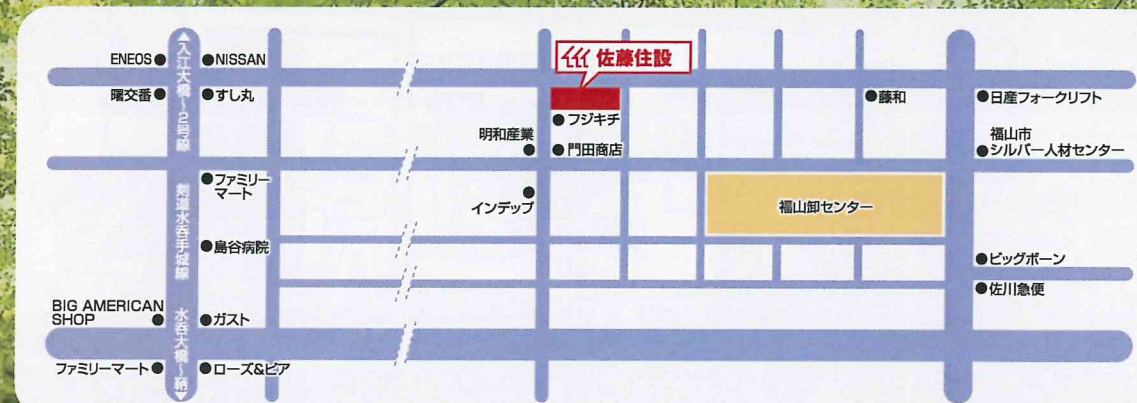 ENEOS
NISSAN
曙交番
すし丸
▲入江大橋~2号線
剣道水呑手城線
水呑大橋~鞆▼
佐藤住設
フジキチ
明和産業
門田商店
藤和
日産フォークリフト
福山市
シルバー人材センター
ファミリー
マート
インデップ
福山卸センター
島谷病院
ビッグボーン
佐川急便
BIG AMERICAN
SHOP
ガスト
ファミリーマート
ローズ&ピア